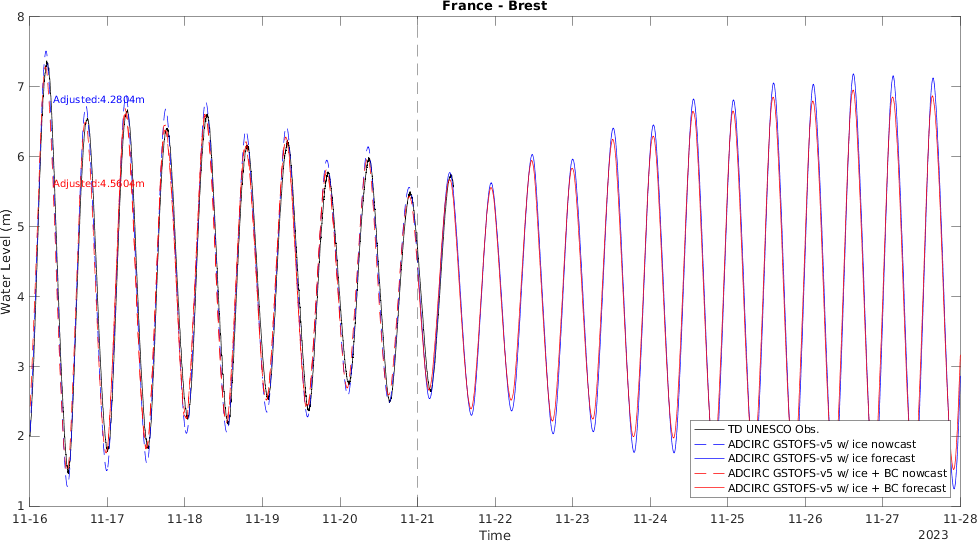 France - Brest
8
7
6
5
4
3
2
1
Water Level (m)
Adjusted:4.2804m
Adjusted:4.5604m
TD UNESCO Obs.
ADCIRC GSTOFS-v5 w/ ice nowcast
ADCIRC GSTOFS-v5 w/ ice forecast
ADCIRC GSTOFS-v5 w/ ice + BC nowcast
ADCIRC GSTOFS-v5 w/ ice + BC forecast
11-16 11-17 11-18 11-19 11-20 11-21 11-22 11-23 11-24 11-25 11-26 11-27 11-28
Time
2023